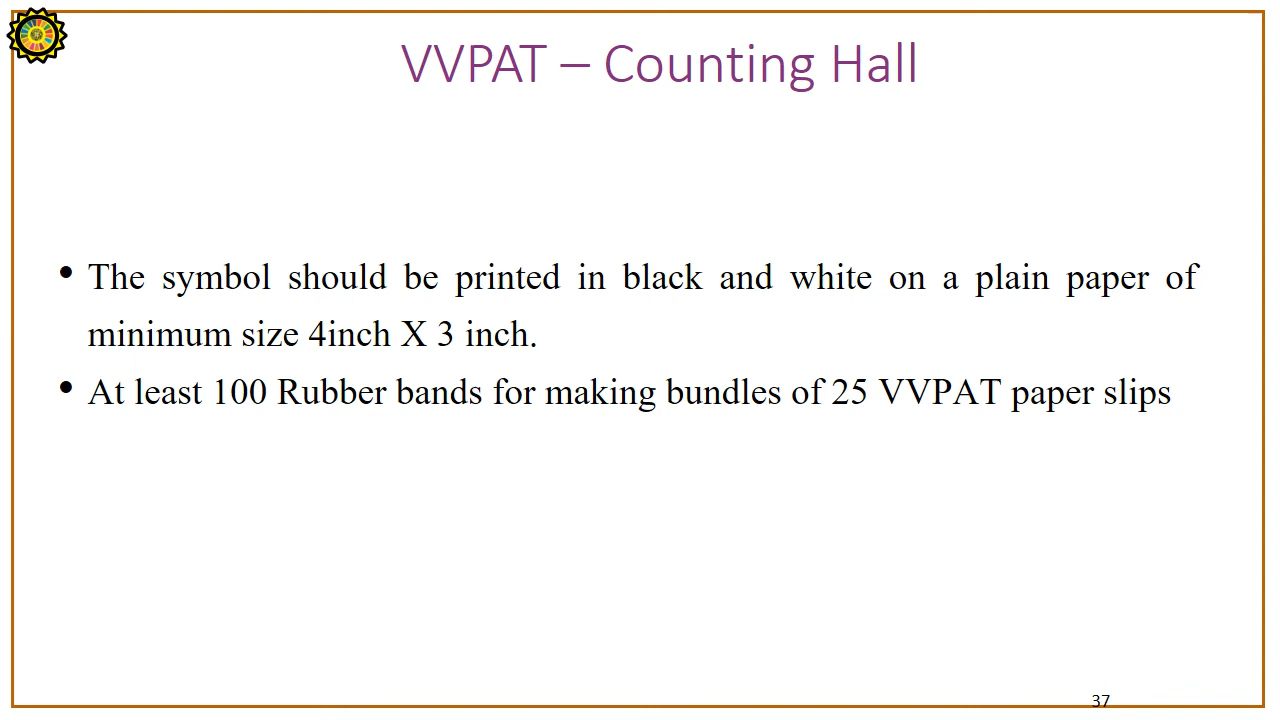 VVPAT – Counting Hall
• The symbol should be printed in black and white on a plain paper of
minimum size 4inch X 3 inch.
• At least 100 Rubber bands for making bundles of 25 VVPAT paper slips
37